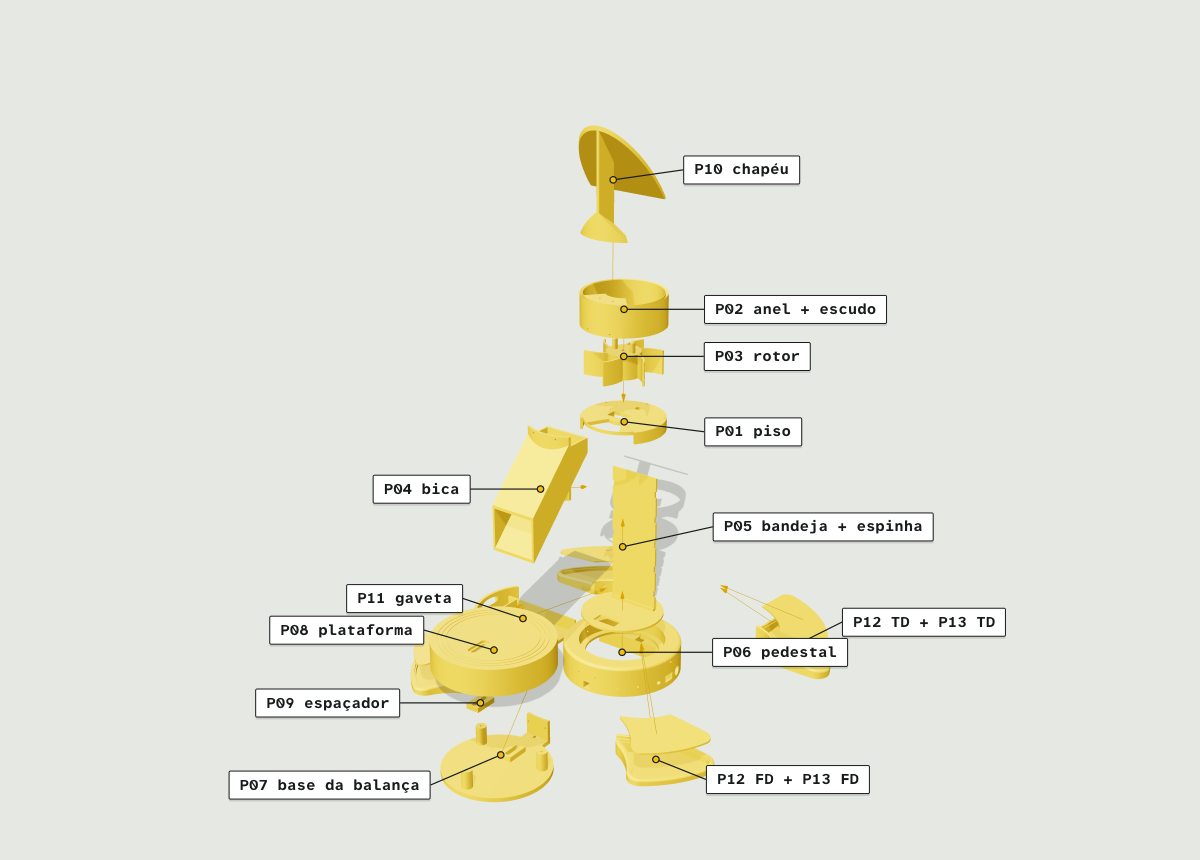 P10 chapéu
P02 anel + escudo
P03 rotor
P01 piso
P04 bica
P05 bandeja + espinha
P11 gaveta
P12 TD + P13 TD
P08 plataforma
P06 pedestal
P09 espaçador
P12 FD + P13 FD
P07 base da balança